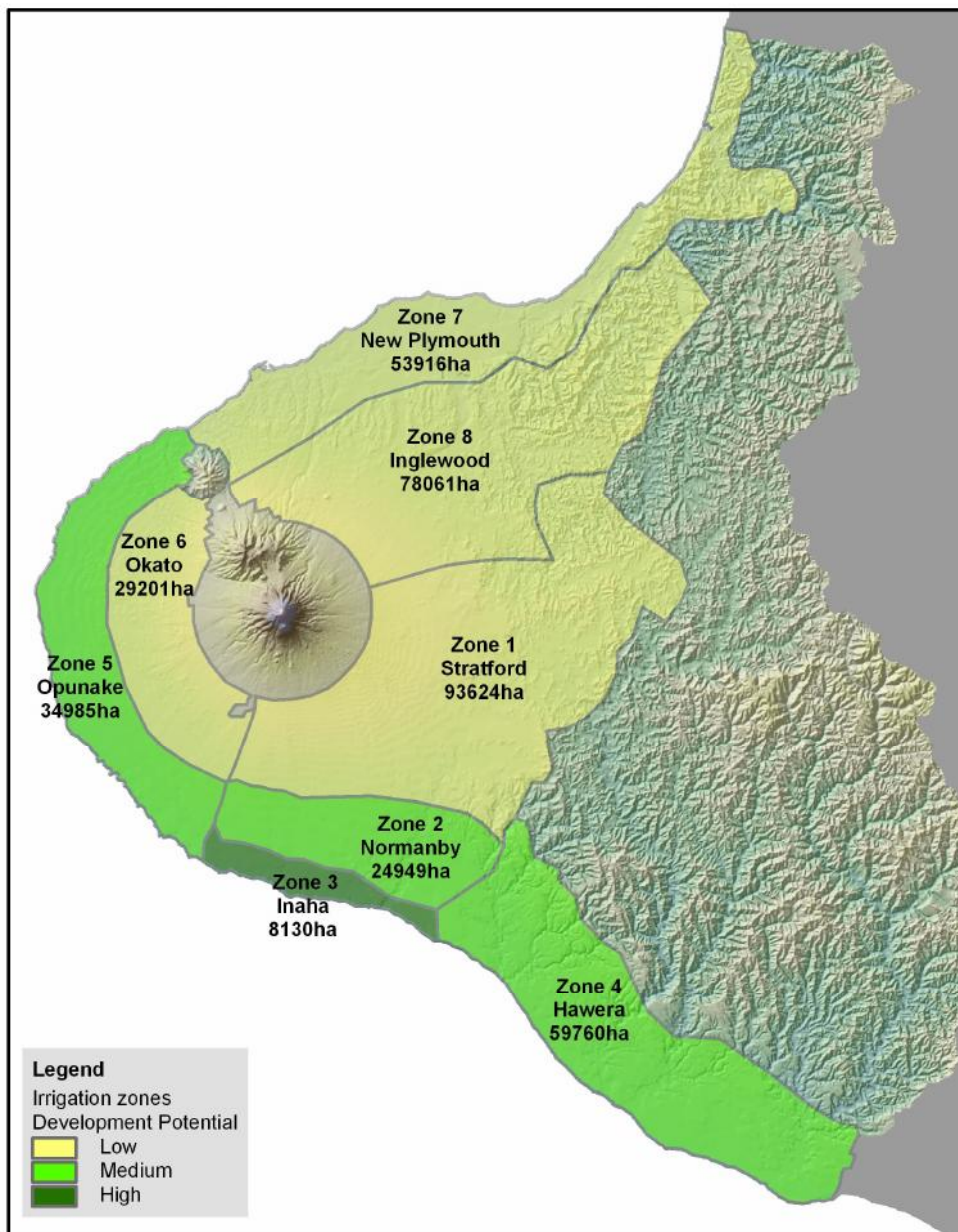 Zone 7
New Plymouth
53916ha
Zone 8
Inglewood
78061ha
Zone 6
Okato
29201ha
Zone 1
Stratford
93624ha
Zone 5
Opunake
34985ha
Zone 2
Normanby
24949ha
Zone 3
Inaha
8130ha
Zone 4
Hawera
59760ha
Legend
Irrigation zones
Development Potential
Low
Medium
High